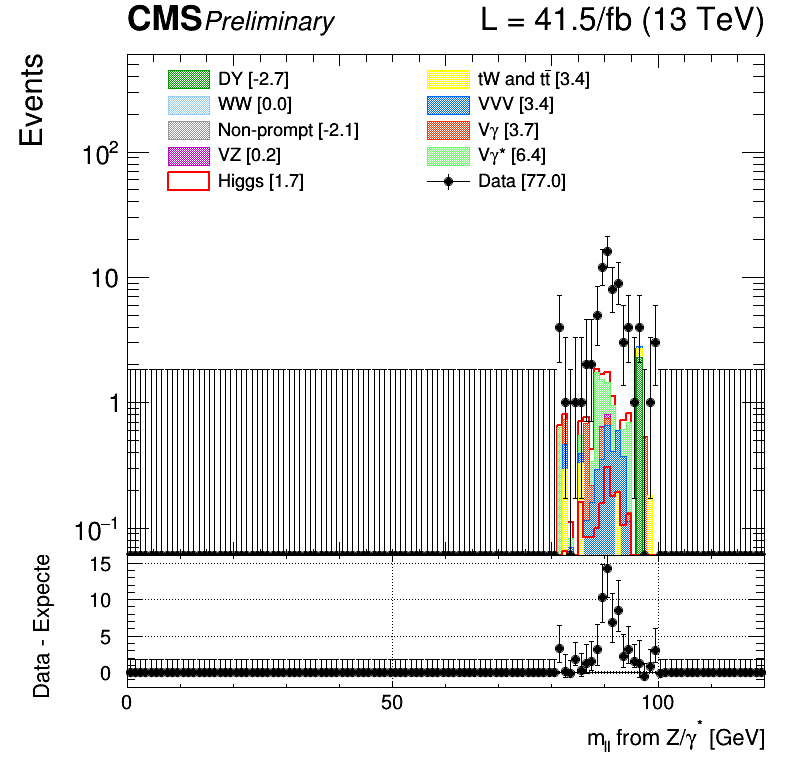 CMS Preliminary L = 41.5/fb (13 TeV)
Events
DY [-2.7] tW and tt̄ [3.4]
WW [0.0] VVV [3.4]
Non-prompt [-2.1] Vγ [3.7]
VZ [0.2] Vγ* [6.4]
Higgs [1.7] Data [77.0]
10²
10
1
10⁻¹
Data - Expecte
15
10
5
0
0 50 100
m_ll from Z/γ* [GeV]